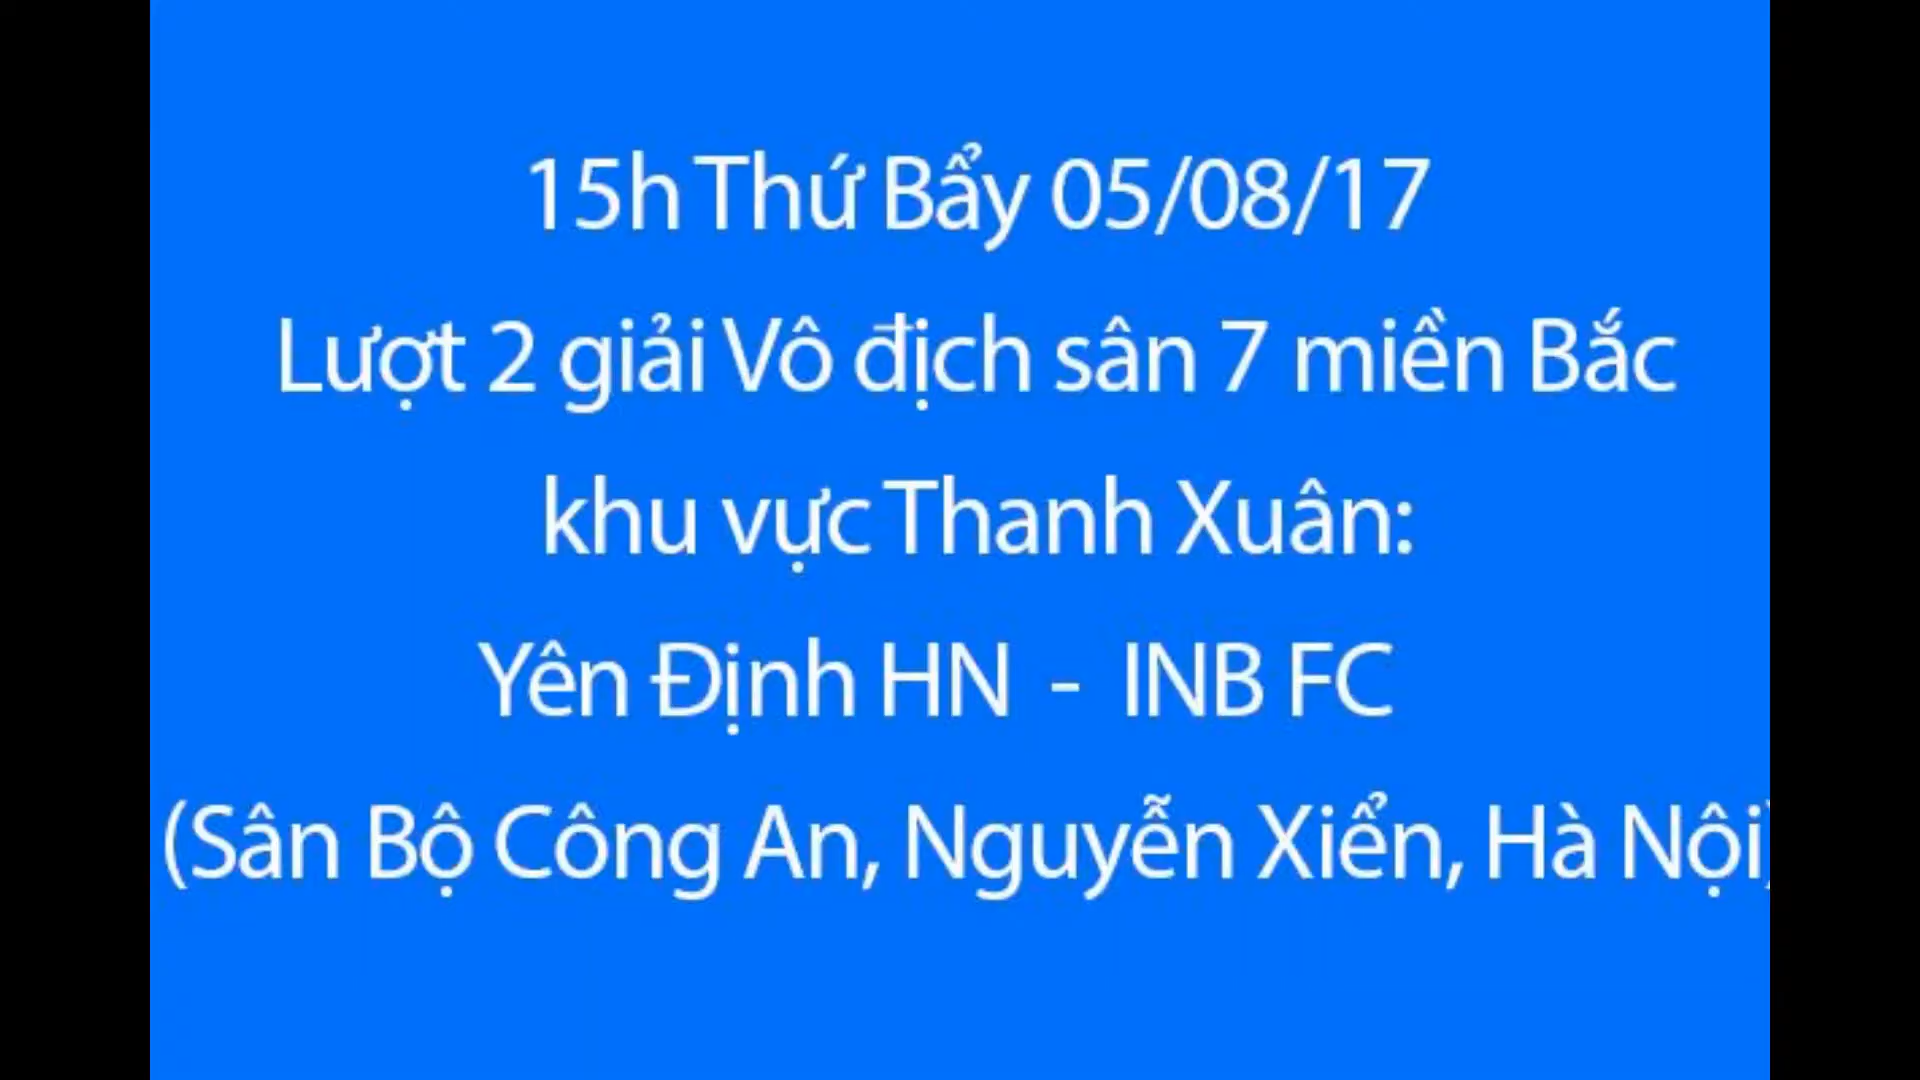 15h Thứ Bẩy 05/08/17
Lượt 2 giải Vô địch sân 7 miền Bắc
khu vực Thanh Xuân:
Yên Định HN - INB FC
(Sân Bộ Công An, Nguyễn Xiển, Hà Nội)